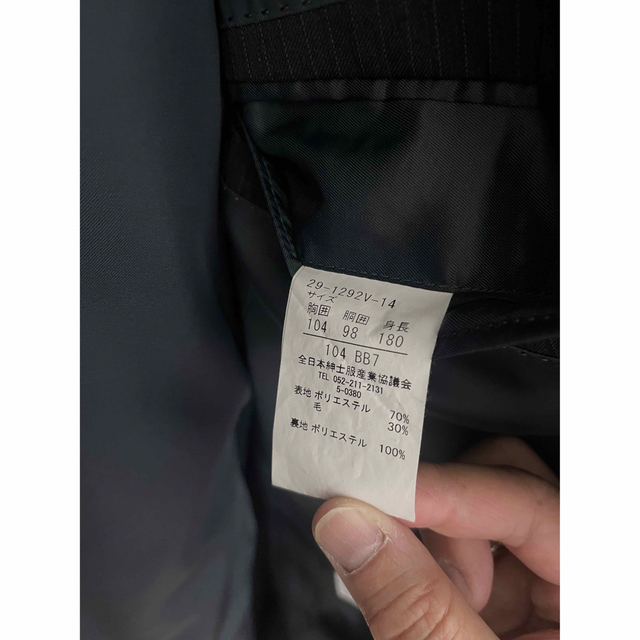 29-1292V-14
サイズ
胸囲 胴囲 身長
104 98 180
104 BB7
全日本紳士服産業協議会
TEL 052-211-2131
5-0380
表地 ポリエステル 70%
毛 30%
裏地 ポリエステル 100%